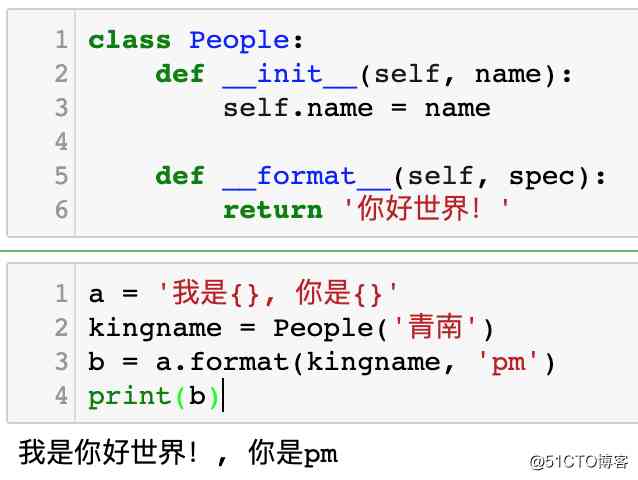 1 class People:
2     def __init__(self, name):
3         self.name = name
4
5     def __format__(self, spec):
6         return '你好世界！'
1 a = '我是{}, 你是{}'
2 kingname = People('青南')
3 b = a.format(kingname, 'pm')
4 print(b)
我是你好世界！, 你是pm
@51CTO博客